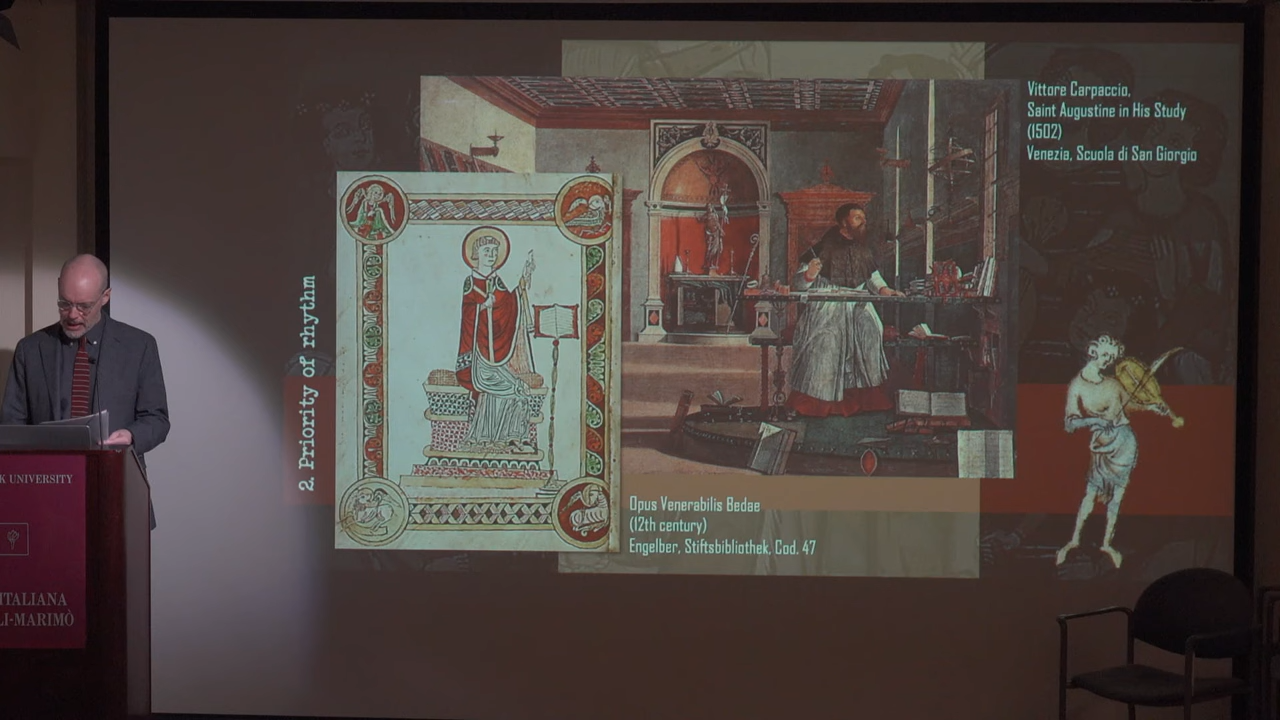 Vittore Carpaccio,
Saint Augustine in His Study
(1502)
Venezia, Scuola di San Giorgio
2. Priority of rhythm
Opus Venerabilis Bedae
(12th century)
Engelber, Stiftsbibliothek, Cod. 47
K UNIVERSITY
ITALIANA
LI-MARIMÒ